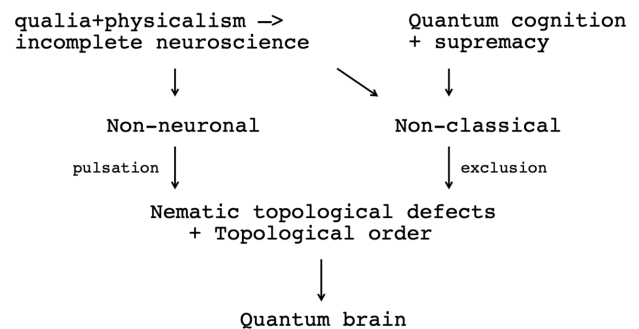 qualia+physicalism —>
incomplete neuroscience
Quantum cognition
+ supremacy
Non-neuronal
Non-classical
pulsation
exclusion
Nematic topological defects
+ Topological order
Quantum brain